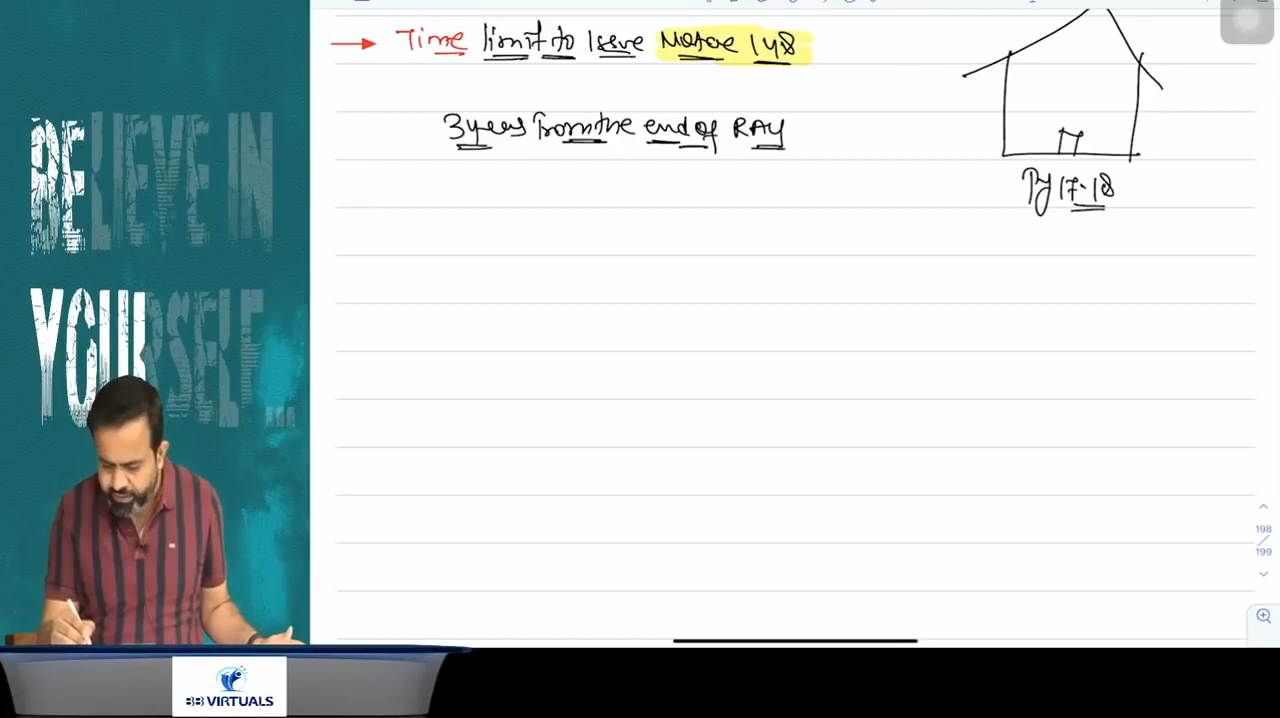 → Time limit to Issue Notice 148
3 years from the end of RAY
Py 17-18
BELIEVE IN
YOURSELF...
198
199
BB VIRTUALS